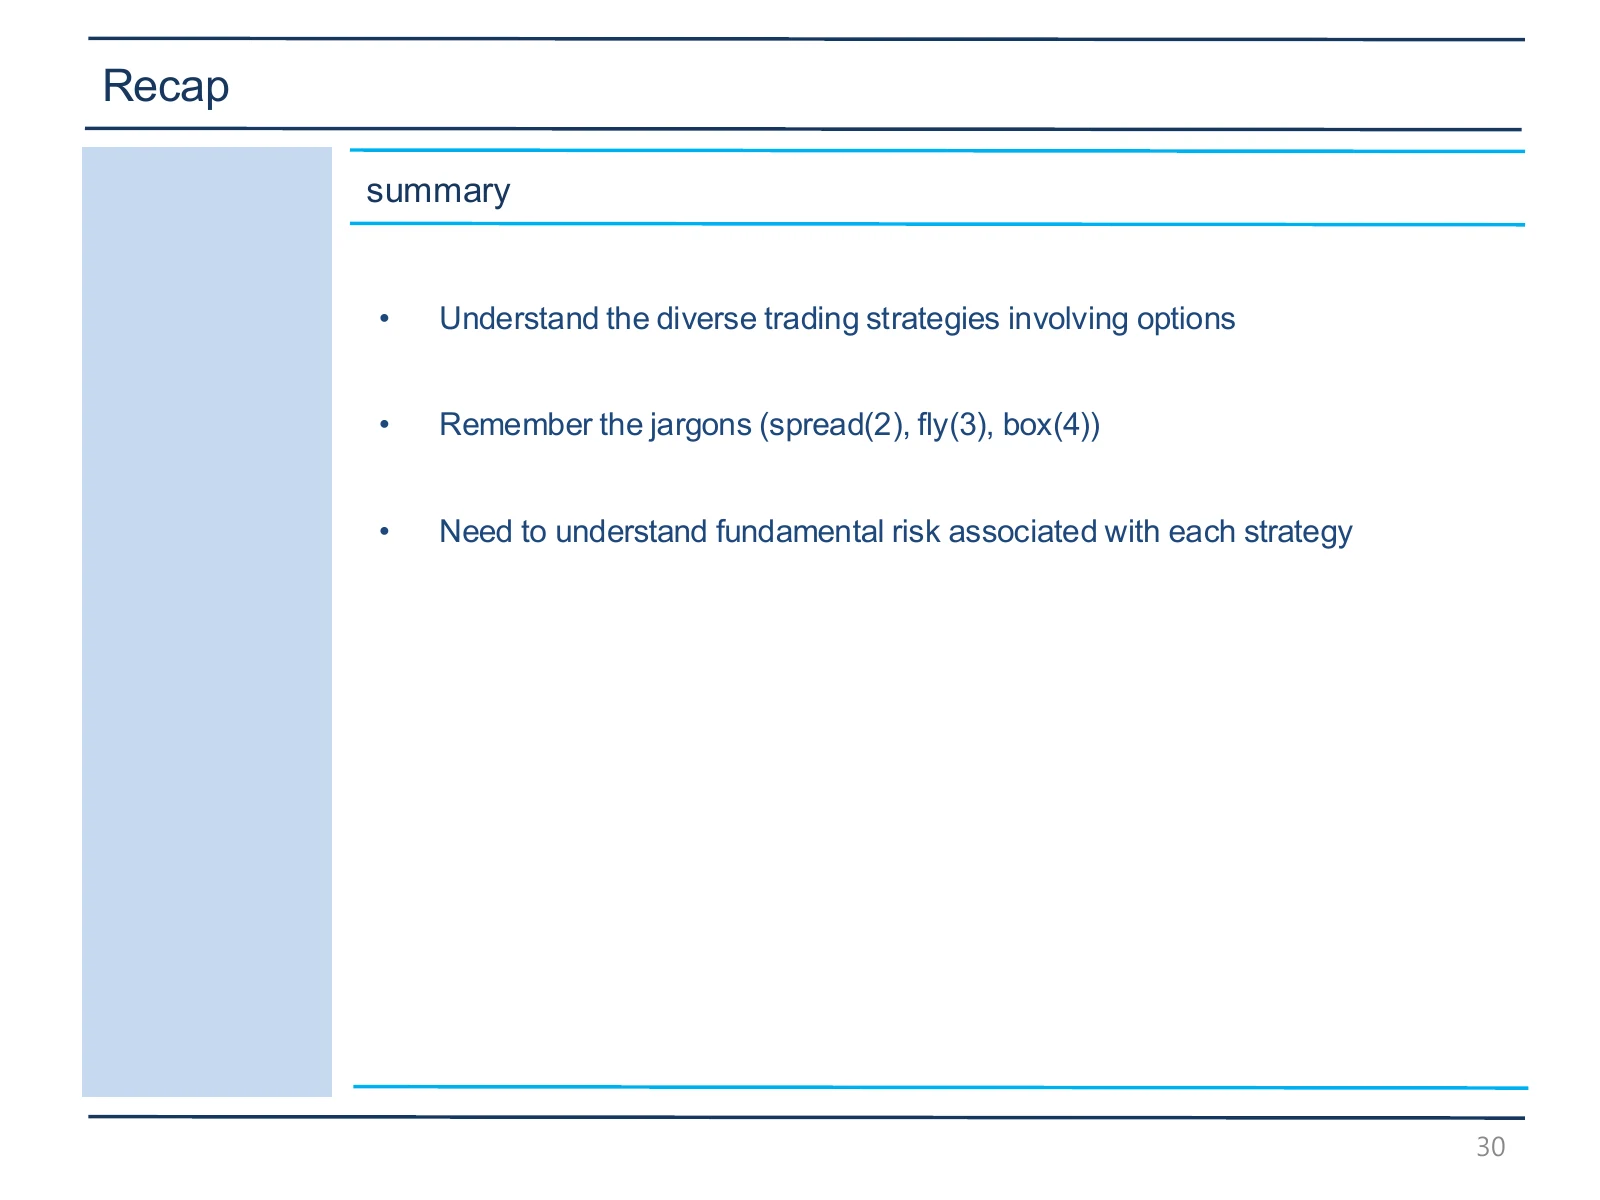 Recap
summary
• Understand the diverse trading strategies involving options
• Remember the jargons (spread(2), fly(3), box(4))
• Need to understand fundamental risk associated with each strategy
30